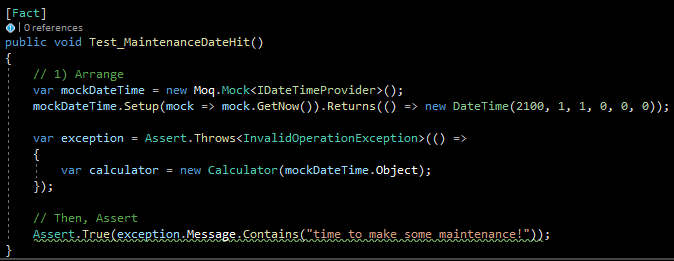 [Fact]
| 0 references
public void Test_MaintenanceDateHit()
{
// 1) Arrange
var mockDateTime = new Moq.Mock<IDateTimeProvider>();
mockDateTime.Setup(mock => mock.GetNow()).Returns(() => new DateTime(2100, 1, 1, 0, 0, 0));
var exception = Assert.Throws<InvalidOperationException>(() =>
{
var calculator = new Calculator(mockDateTime.Object);
});
// Then, Assert
Assert.True(exception.Message.Contains("time to make some maintenance!"));
}